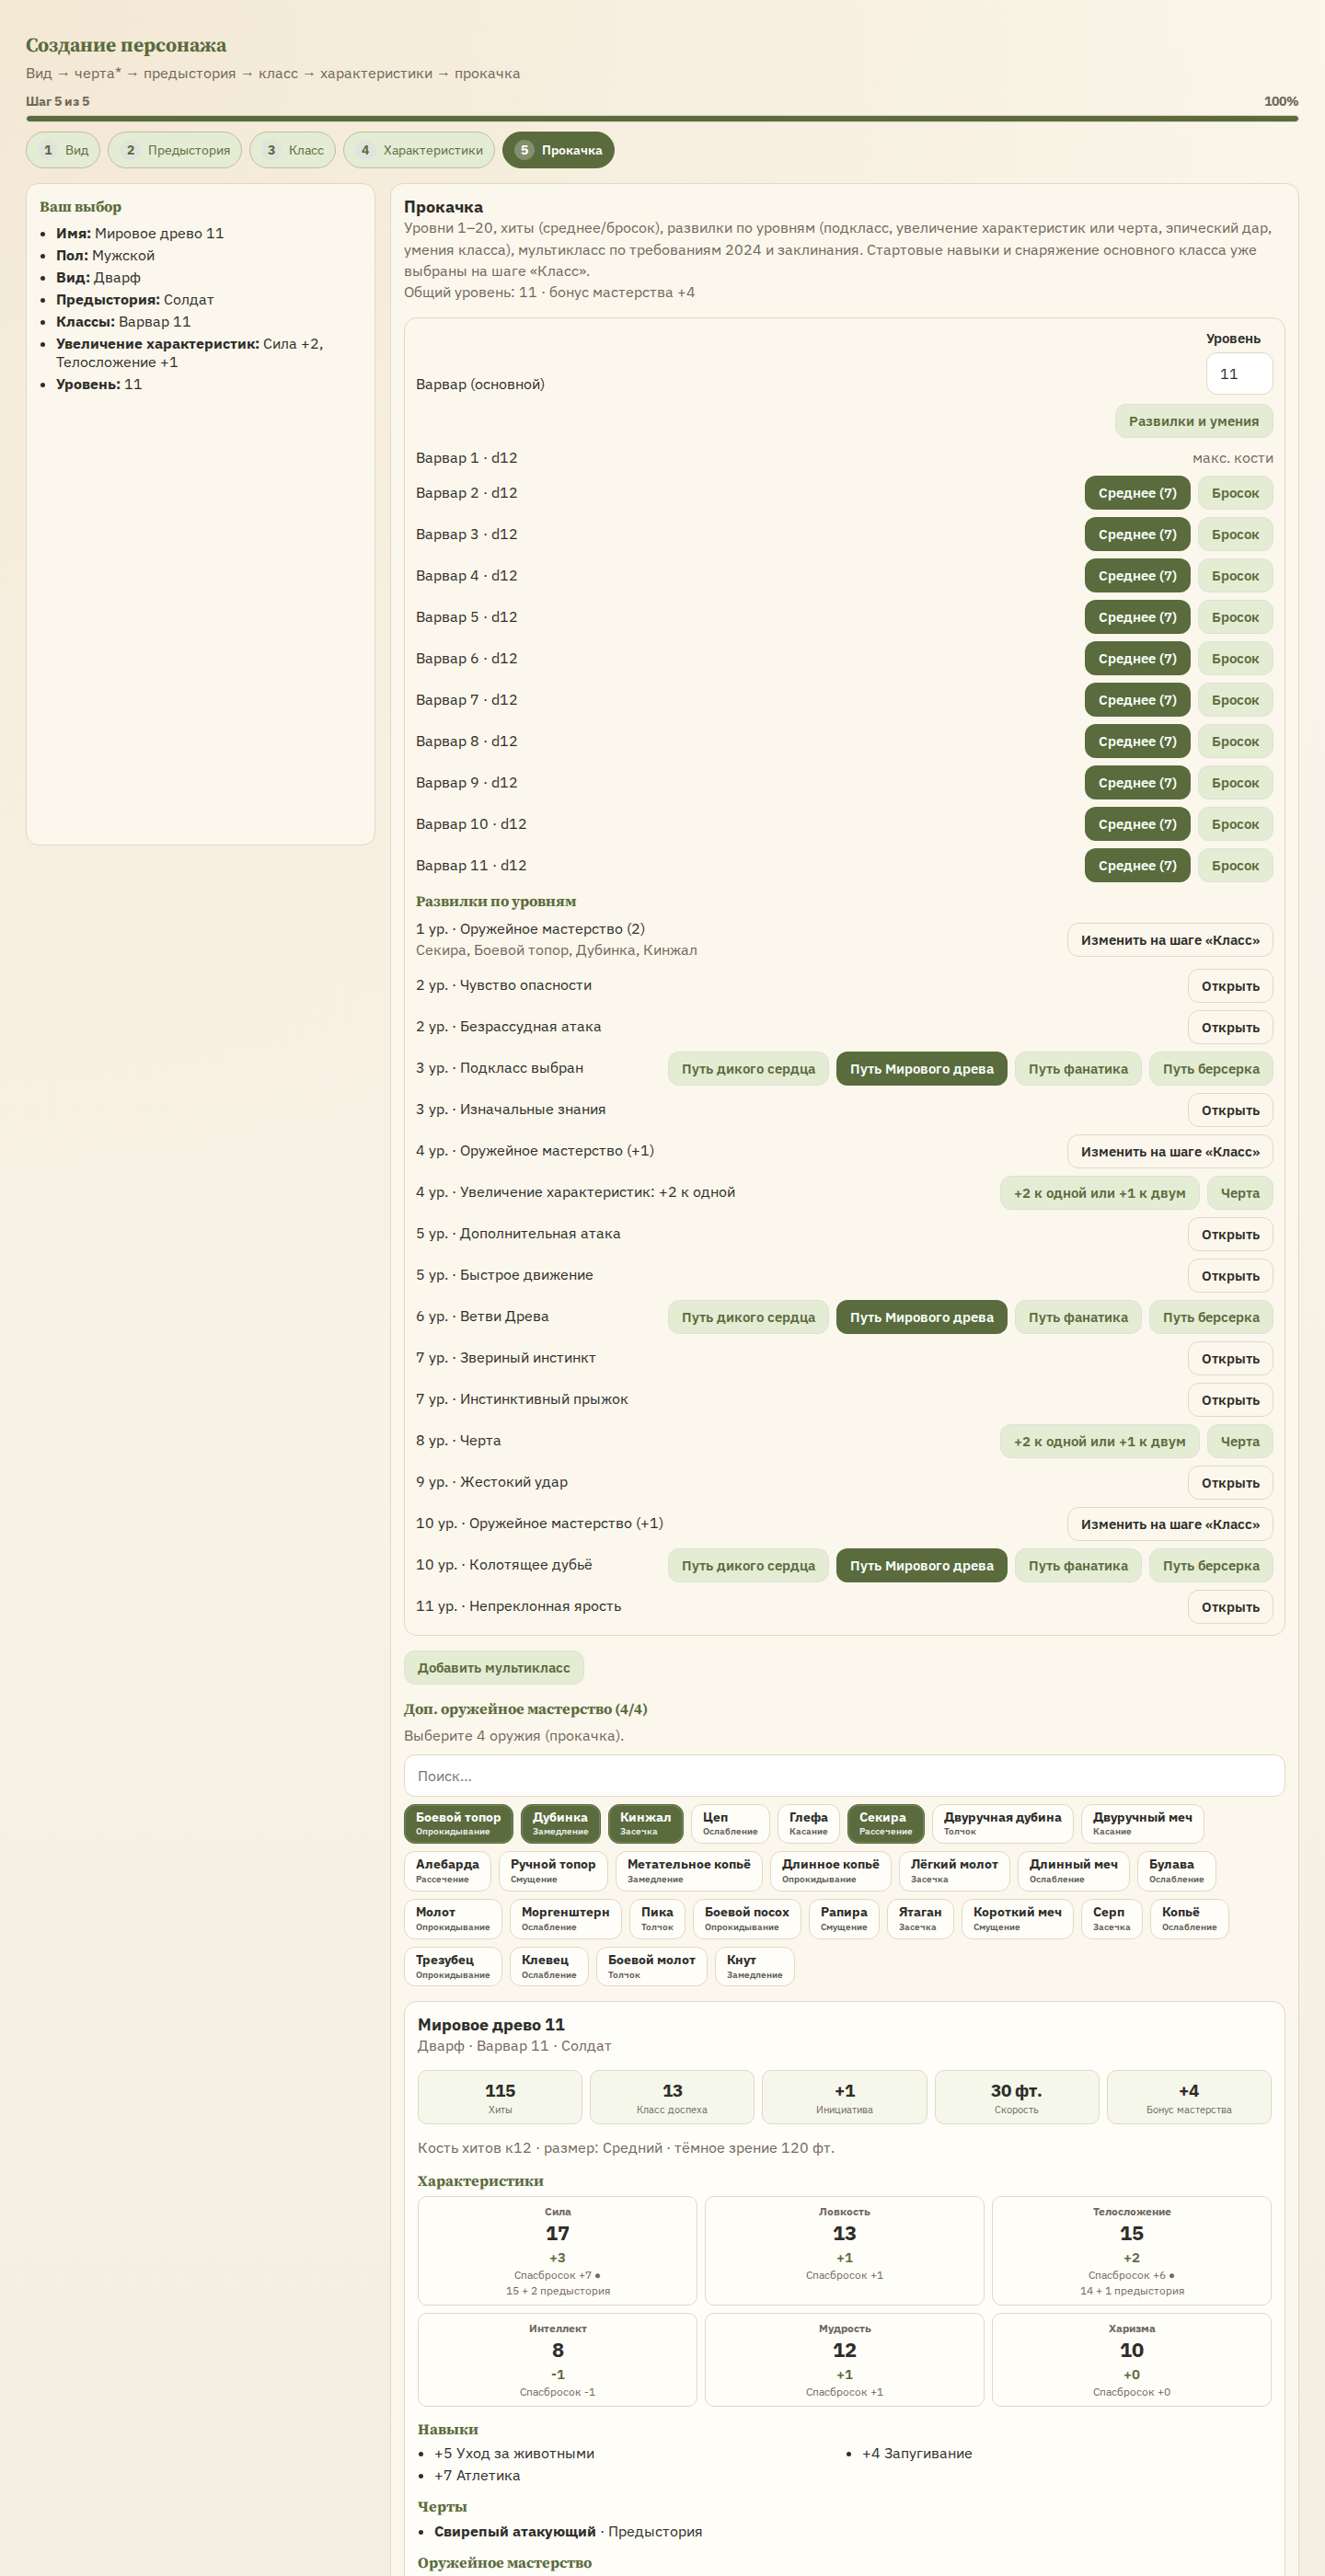 Создание персонажа
Вид → черта* → предыстория → класс → характеристики → прокачка
Шаг 5 из 5
100%
1 Вид
2 Предыстория
3 Класс
4 Характеристики
5 Прокачка
Ваш выбор
Имя: Мировое древо 11
Пол: Мужской
Вид: Дварф
Предыстория: Солдат
Классы: Варвар 11
Увеличение характеристик: Сила +2,
Телосложение +1
Уровень: 11
Прокачка
Уровни 1–20, хиты (среднее/бросок), развилки по уровням (подкласс, увеличение характеристик или черта, эпический дар,
умения класса), мультикласс по требованиям 2024 и заклинания. Стартовые навыки и снаряжение основного класса уже
выбраны на шаге «Класс».
Общий уровень: 11 · бонус мастерства +4
Уровень
Варвар (основной)
11
Развилки и умения
Варвар 1 · d12
макс. кости
Варвар 2 · d12
Среднее (7)
Бросок
Варвар 3 · d12
Среднее (7)
Бросок
Варвар 4 · d12
Среднее (7)
Бросок
Варвар 5 · d12
Среднее (7)
Бросок
Варвар 6 · d12
Среднее (7)
Бросок
Варвар 7 · d12
Среднее (7)
Бросок
Варвар 8 · d12
Среднее (7)
Бросок
Варвар 9 · d12
Среднее (7)
Бросок
Варвар 10 · d12
Среднее (7)
Бросок
Варвар 11 · d12
Среднее (7)
Бросок
Развилки по уровням
1 ур. · Оружейное мастерство (2)
Секира, Боевой топор, Дубинка, Кинжал
Изменить на шаге «Класс»
2 ур. · Чувство опасности
Открыть
2 ур. · Безрассудная атака
Открыть
3 ур. · Подкласс выбран
Путь дикого сердца
Путь Мирового древа
Путь фанатика
Путь берсерка
3 ур. · Изначальные знания
Открыть
4 ур. · Оружейное мастерство (+1)
Изменить на шаге «Класс»
4 ур. · Увеличение характеристик: +2 к одной
+2 к одной или +1 к двум
Черта
5 ур. · Дополнительная атака
Открыть
5 ур. · Быстрое движение
Открыть
6 ур. · Ветви Древа
Путь дикого сердца
Путь Мирового древа
Путь фанатика
Путь берсерка
7 ур. · Звериный инстинкт
Открыть
7 ур. · Инстинктивный прыжок
Открыть
8 ур. · Черта
+2 к одной или +1 к двум
Черта
9 ур. · Жестокий удар
Открыть
10 ур. · Оружейное мастерство (+1)
Изменить на шаге «Класс»
10 ур. · Колотящее дубьё
Путь дикого сердца
Путь Мирового древа
Путь фанатика
Путь берсерка
11 ур. · Непреклонная ярость
Открыть
Добавить мультикласс
Доп. оружейное мастерство (4/4)
Выберите 4 оружия (прокачка).
Поиск...
Боевой топор
Опрокидывание
Дубинка
Замедление
Кинжал
Засечка
Цеп
Ослабление
Глефа
Касание
Секира
Рассечение
Двуручная дубина
Толчок
Двуручный меч
Касание
Алебарда
Рассечение
Ручной топор
Смущение
Метательное копьё
Замедление
Длинное копьё
Опрокидывание
Лёгкий молот
Засечка
Длинный меч
Ослабление
Булава
Ослабление
Молот
Опрокидывание
Моргенштерн
Ослабление
Пика
Толчок
Боевой посох
Опрокидывание
Рапира
Смущение
Ятаган
Засечка
Короткий меч
Смущение
Серп
Засечка
Копьё
Ослабление
Трезубец
Опрокидывание
Клевец
Ослабление
Боевой молот
Толчок
Кнут
Замедление
Мировое древо 11
Дварф · Варвар 11 · Солдат
115
Хиты
13
Класс доспеха
+1
Инициатива
30 фт.
Скорость
+4
Бонус мастерства
Кость хитов к12 · размер: Средний · тёмное зрение 120 фт.
Характеристики
Сила
17
+3
Спасбросок +7 ●
15 + 2 предыстория
Ловкость
13
+1
Спасбросок +1
Телосложение
15
+2
Спасбросок +6 ●
14 + 1 предыстория
Интеллект
8
-1
Спасбросок -1
Мудрость
12
+1
Спасбросок +1
Харизма
10
+0
Спасбросок +0
Навыки
+5 Уход за животными
+4 Запугивание
+7 Атлетика
Черты
Свирепый атакующий · Предыстория
Оружейное мастерство